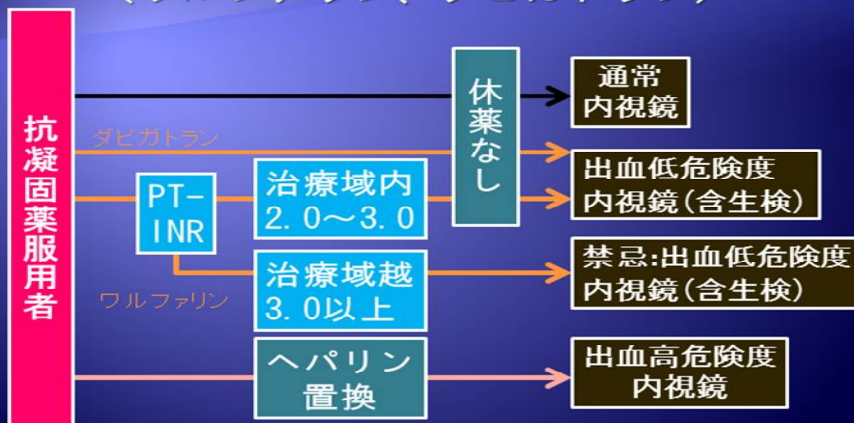 抗凝固薬服用者
休薬なし
通常
内視鏡
ダビガトラン
出血低危険度
内視鏡(含生検)
PT-
INR
治療域内
2.0～3.0
禁忌:出血低危険度
内視鏡(含生検)
ワルファリン
治療域越
3.0以上
ヘパリン
置換
出血高危険度
内視鏡